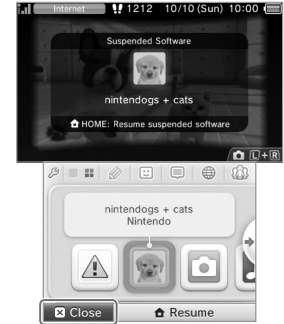 Internet 1212 10/10 (Sun) 10:00
Suspended Software
nintendogs + cats
HOME: Resume suspended software
L+R
nintendogs + cats
Nintendo
Close
Resume